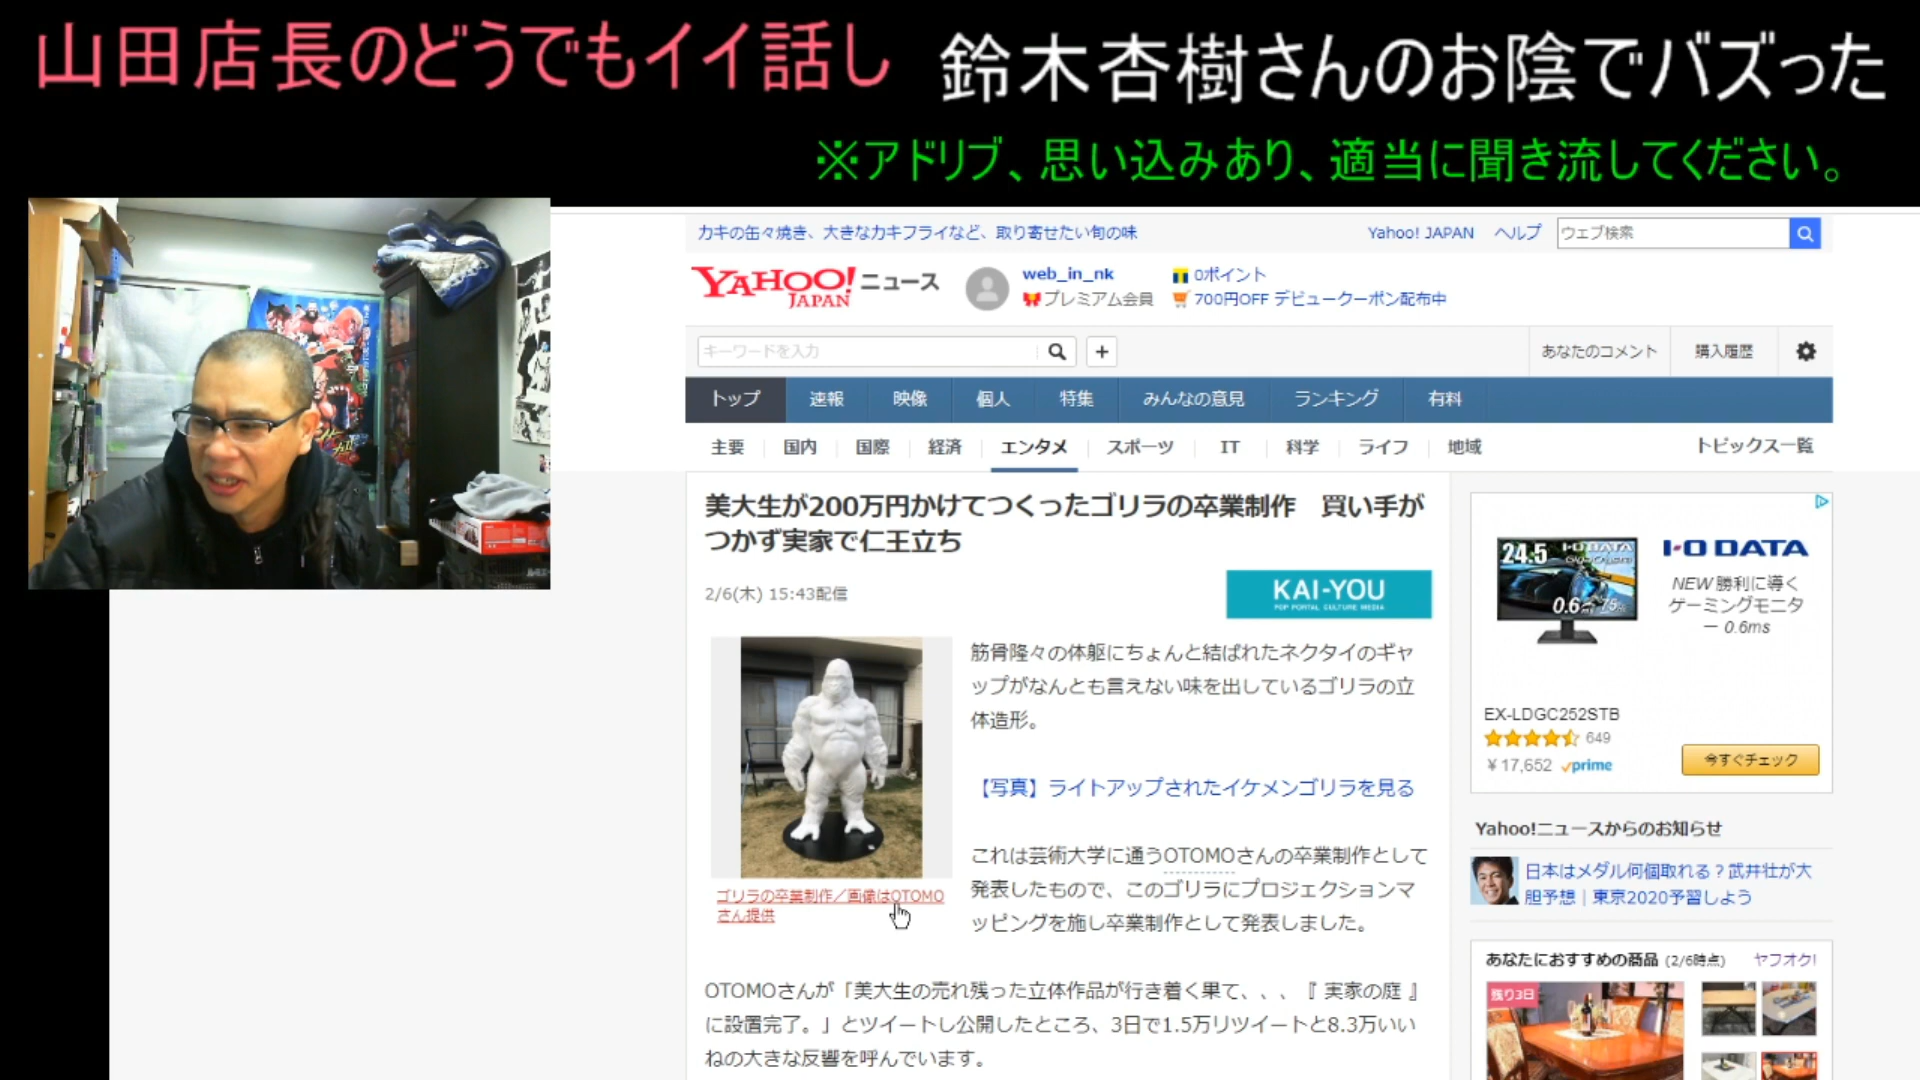 山田店長のどうでもイイ話し
鈴木杏樹さんのお陰でバズった
※アドリブ、思い込みあり、適当に聞き流してください。
カキの缶々焼き、大きなカキフライなど、取り寄せたい旬の味
Yahoo! JAPAN ヘルプ ウェブ検索
YAHOO! JAPAN ニュース
web_in_nk
プレミアム会員
0ポイント
700円OFF デビュークーポン配布中
キーワードを入力
あなたのコメント 購入履歴
トップ 速報 映像 個人 特集 みんなの意見 ランキング 有料
主要 国内 国際 経済 エンタメ スポーツ IT 科学 ライフ 地域 トピックス一覧
美大生が200万円かけてつくったゴリラの卒業制作 買い手が
つかず実家で仁王立ち
2/6(木) 15:43配信
KAI-YOU
POP PORTAL CULTURE MEDIA
筋骨隆々の体躯にちょんと結ばれたネクタイのギャ
ップがなんとも言えない味を出しているゴリラの立
体造形。
【写真】ライトアップされたイケメンゴリラを見る
ゴリラの卒業制作／画像はOTOMO
さん提供
これは芸術大学に通うOTOMOさんの卒業制作として
発表したもので、このゴリラにプロジェクションマ
ッピングを施し卒業制作として発表しました。
OTOMOさんが「美大生の売れ残った立体作品が行き着く果て、、、『 実家の庭 』
に設置完了。」とツイートし公開したところ、3日で1.5万リツイートと8.3万いい
ねの大きな反響を呼んでいます。
24.5 I-O DATA
GigaCrysta
0.6ms 75
I-O DATA
NEW 勝利に導く
ゲーミングモニタ
ー 0.6ms
EX-LDGC252STB
649
￥17,652 prime
今すぐチェック
Yahoo!ニュースからのお知らせ
日本はメダル何個取れる？武井壮が大
胆予想｜東京2020予習しよう
あなたにおすすめの商品 (2/6時点) ヤフオク!
残り3日